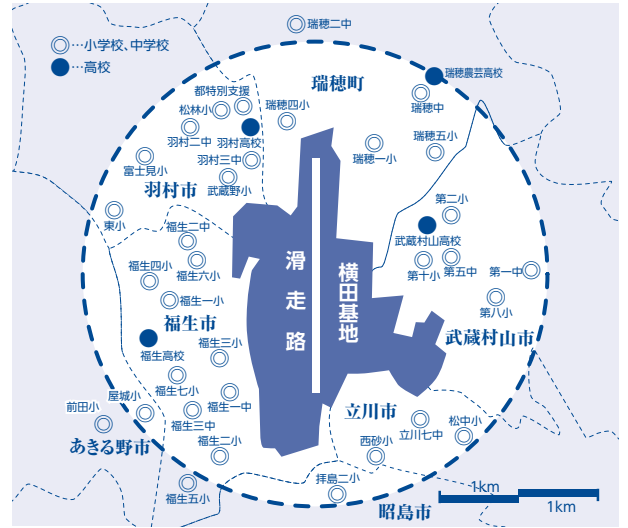 …小学校、中学校
…高校
瑞穂二中
瑞穂町
瑞穂農芸高校
瑞穂中
都特別支援
松林小
瑞穂四小
羽村二中
羽村高校
瑞穂五小
瑞穂一小
羽村三中
富士見小
武蔵野小
羽村市
東小
第二小
福生二中
武蔵村山高校
福生四小
福生六小
第十小
第五中
第一中
福生一小
第八小
滑走路
横田基地
福生市
武蔵村山市
福生高校
福生三小
福生七小
屋城小
福生一中
前田小
福生三中
立川市
立川七中
松中小
あきる野市
福生二小
西砂小
福生五小
拝島二小
昭島市
1km
1km